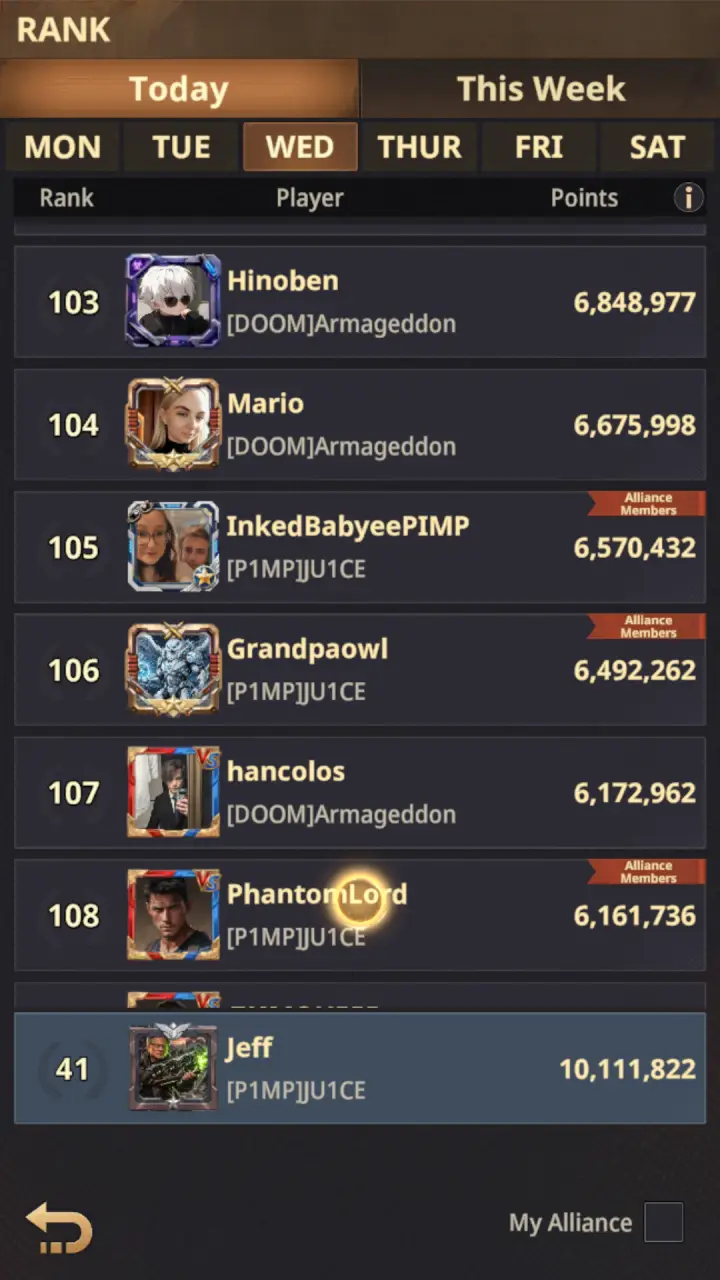 RANK
Today
This Week
MON
TUE
WED
THUR
FRI
SAT
Rank
Player
Points
i
103
Hinoben
[DOOM]Armageddon
6,848,977
104
Mario
[DOOM]Armageddon
6,675,998
105
InkedBabyeePIMP
[P1MP]JU1CE
Alliance
Members
6,570,432
106
Grandpaowl
[P1MP]JU1CE
Alliance
Members
6,492,262
107
VS
hancolos
[DOOM]Armageddon
6,172,962
108
VS
PhantomLord
[P1MP]JU1CE
Alliance
Members
6,161,736
VS
41
Jeff
[P1MP]JU1CE
10,111,822
My Alliance